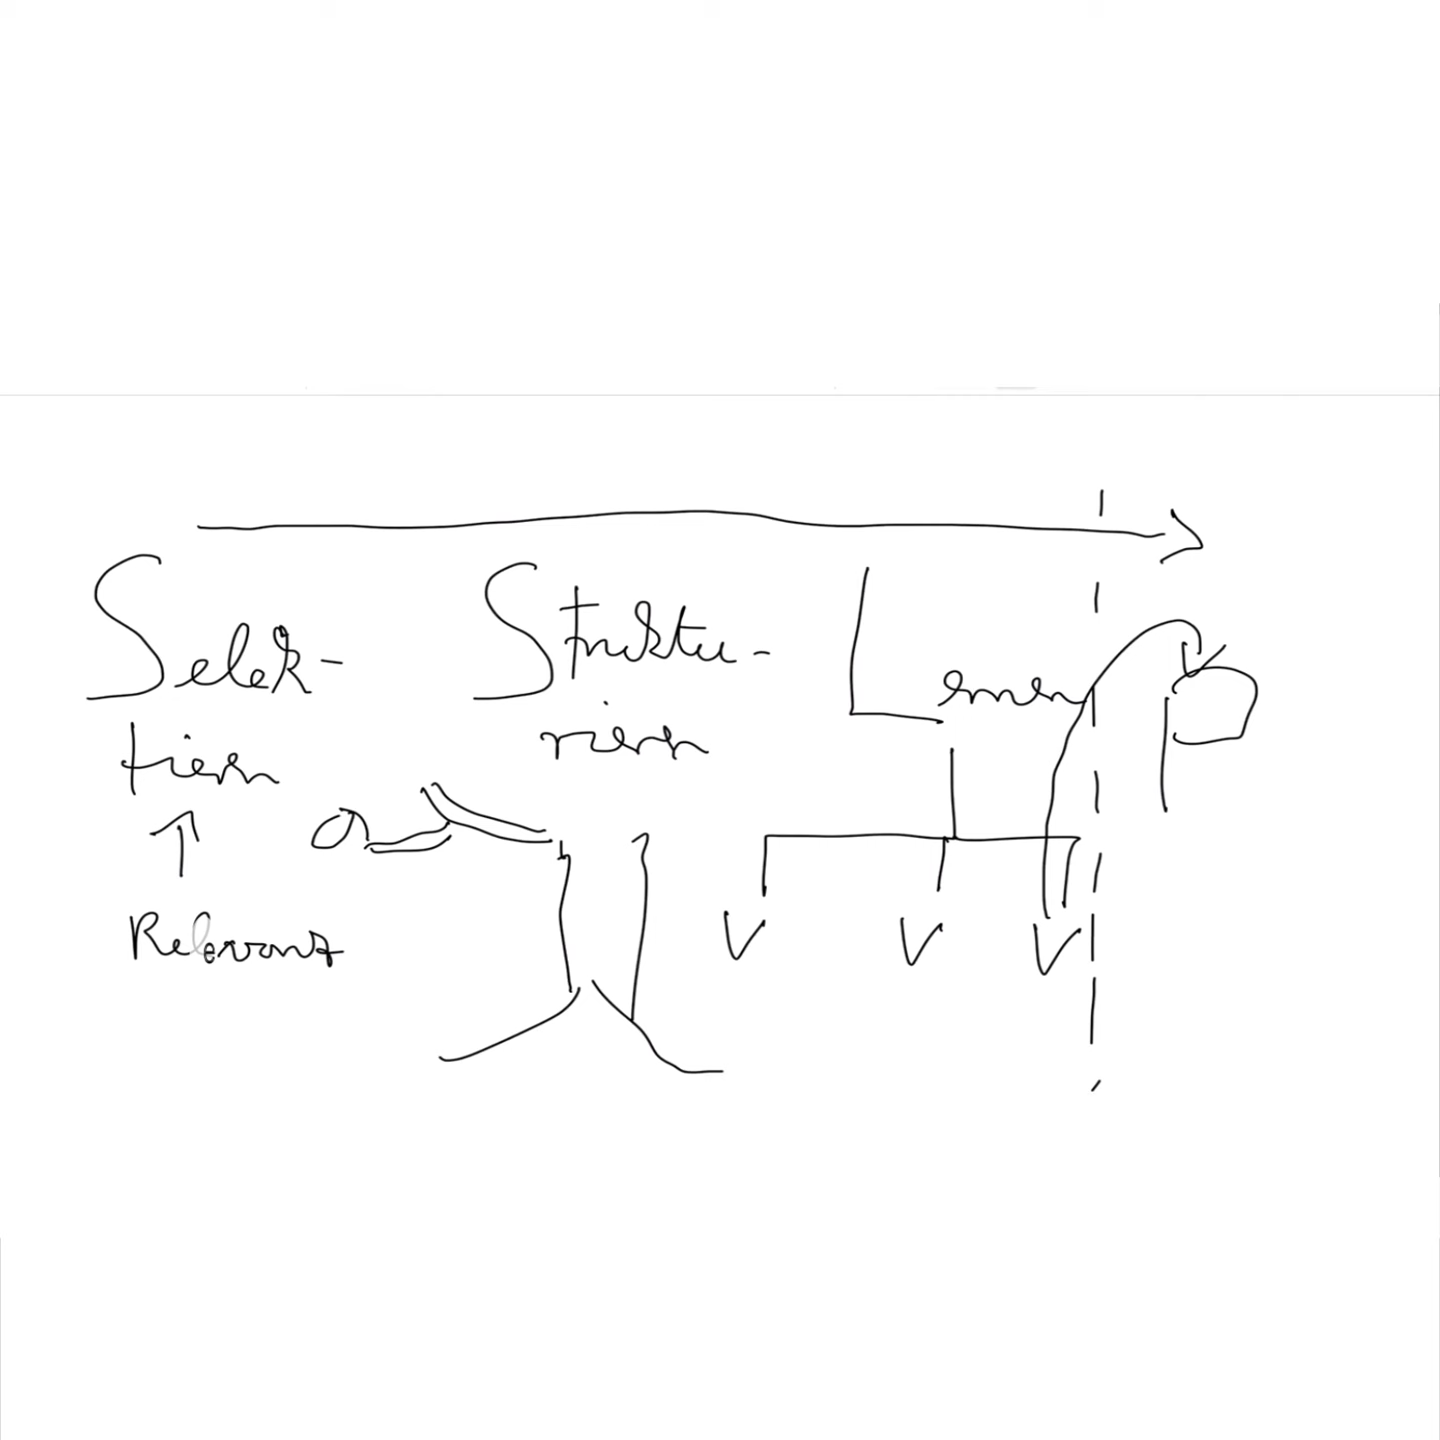 Selek-
tieren
Struktu-
rieren
Lernen
Relevanz
V V V
P